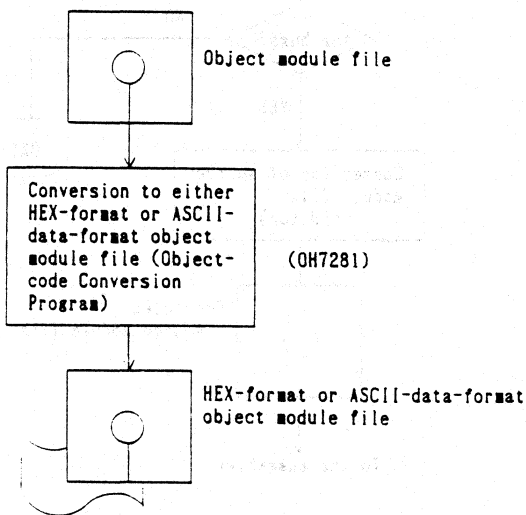 Object module file
Conversion to either
HEX-format or ASCII-
data-format object
module file (Object-
code Conversion
Program)
(OH7281)
HEX-format or ASCII-data-format
object module file